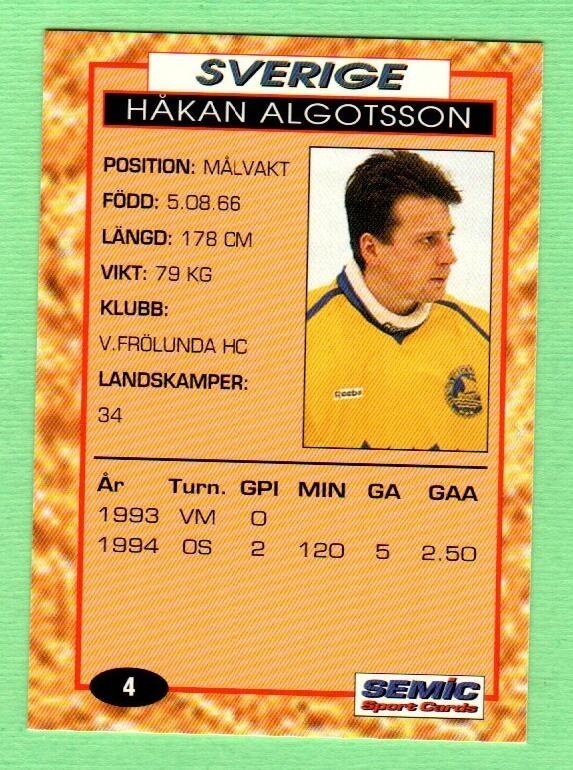 SVERIGE
HÅKAN ALGOTSSON
POSITION: MÅLVAKT
FÖDD: 5.08.66
LÄNGD: 178 CM
VIKT: 79 KG
KLUBB:
V.FRÖLUNDA HC
LANDSKAMPER:
34
Reebok
År Turn. GPI MIN GA GAA
1993 VM 0
1994 OS 2 120 5 2.50
4
SEMIC
Sport Cards